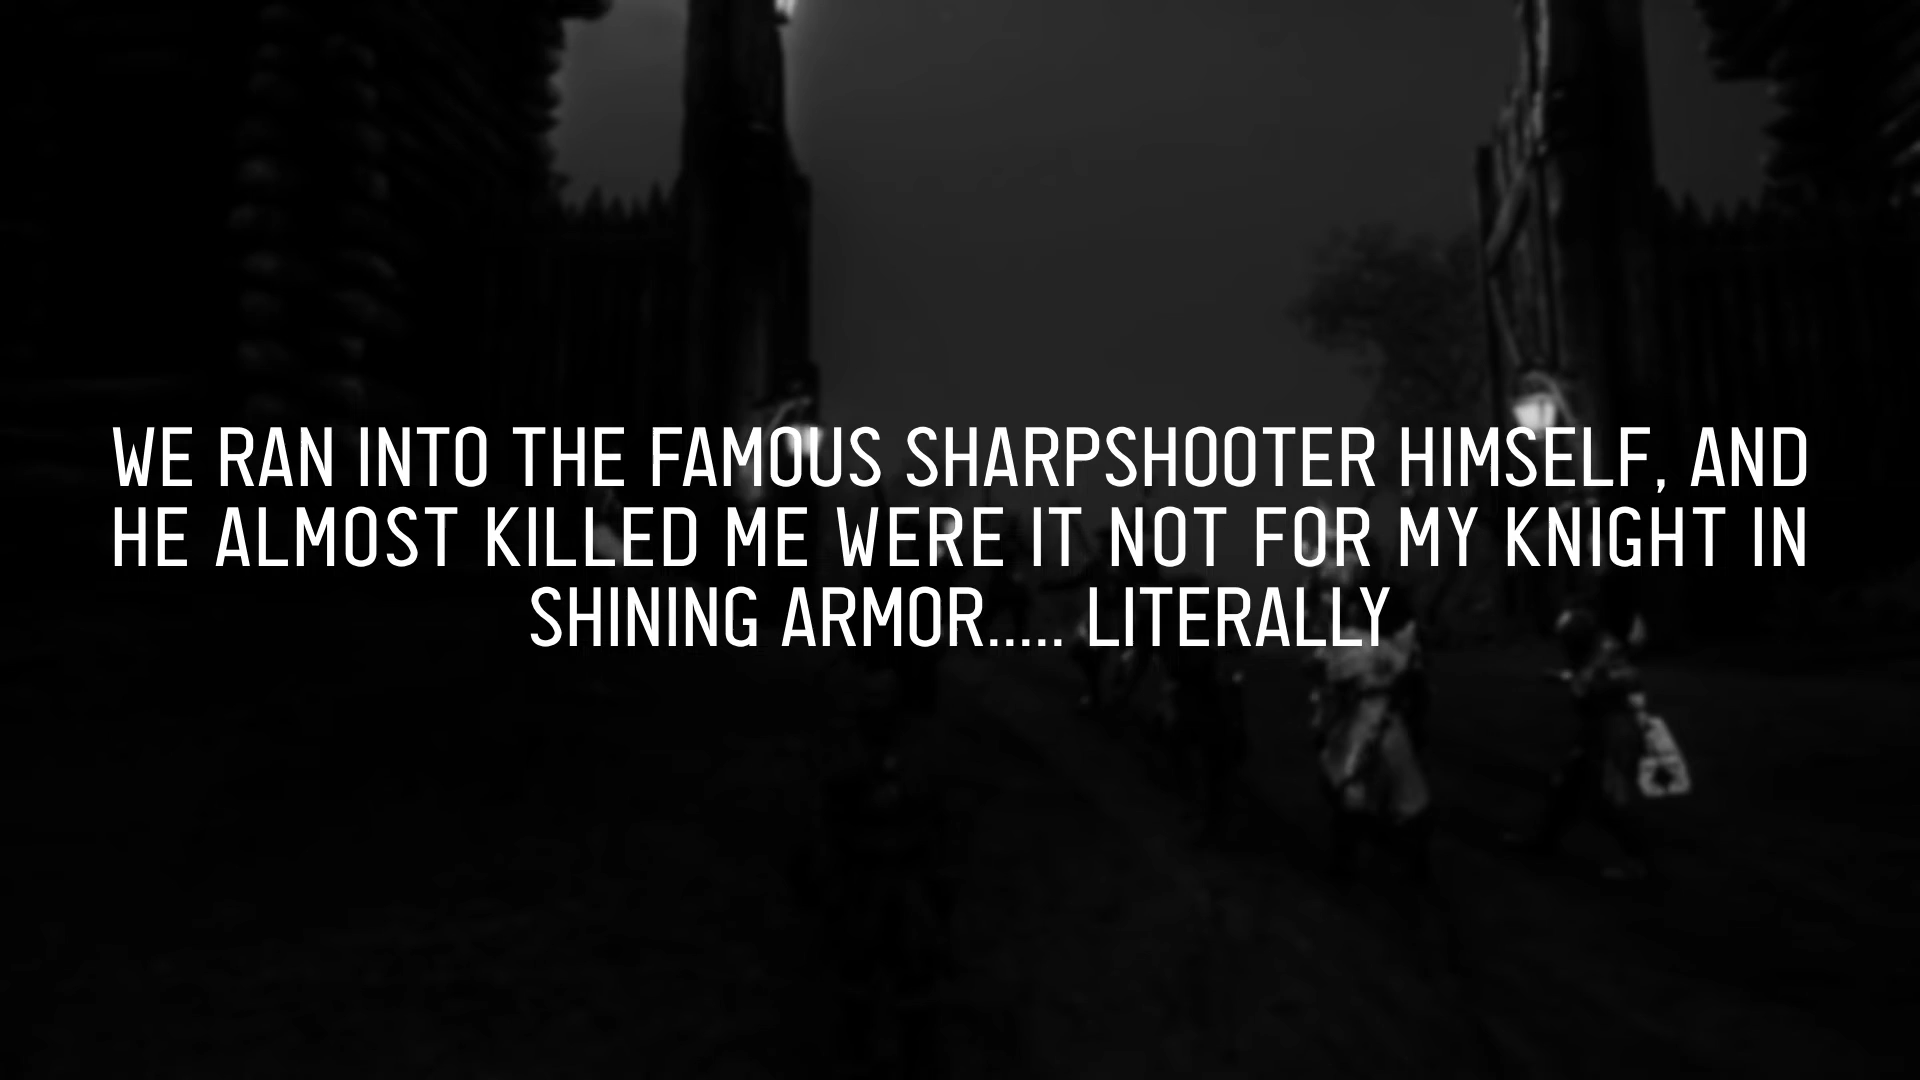 WE RAN INTO THE FAMOUS SHARPSHOOTER HIMSELF, AND
HE ALMOST KILLED ME WERE IT NOT FOR MY KNIGHT IN
SHINING ARMOR..... LITERALLY